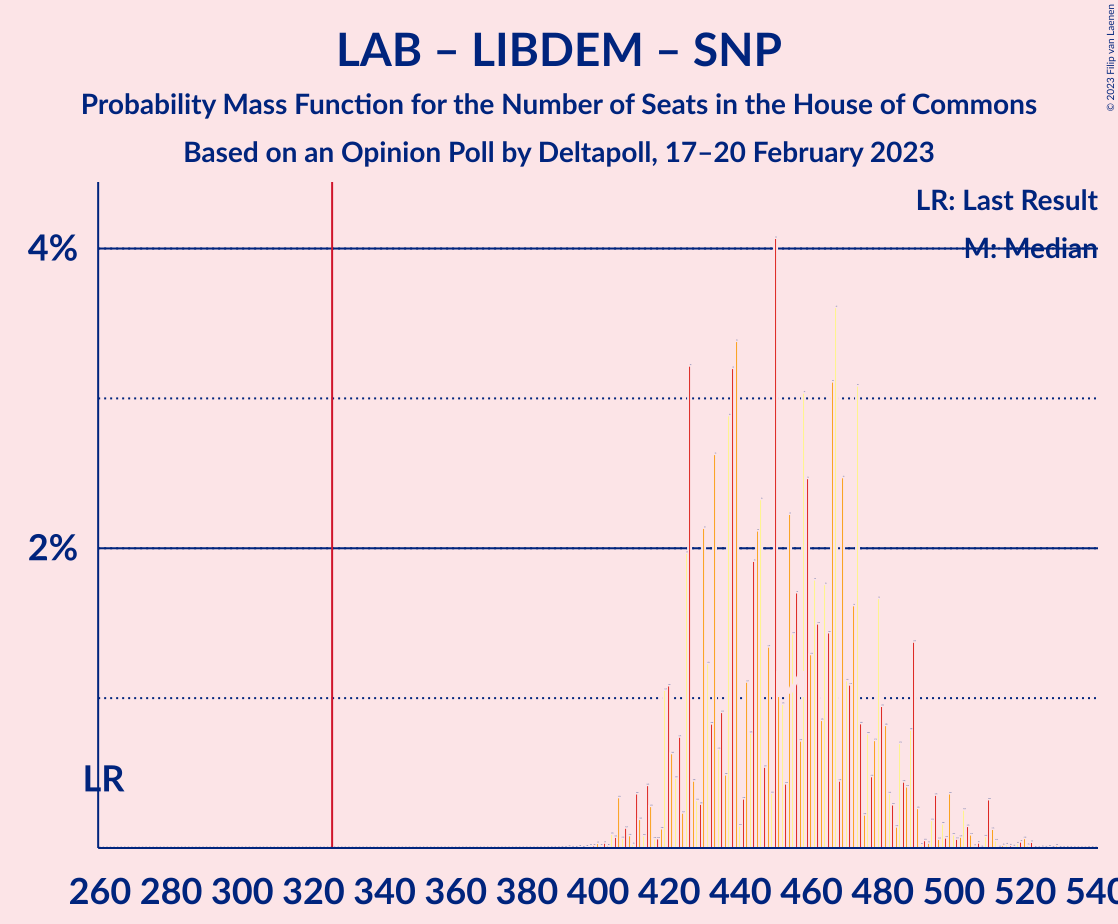 LAB – LIBDEM – SNP
Probability Mass Function for the Number of Seats in the House of Commons
Based on an Opinion Poll by Deltapoll, 17–20 February 2023
© 2023 Filip van Laenen
LR: Last Result
M: Median
4%
2%
LR
260 280 300 320 340 360 380 400 420 440 460 480 500 520 540